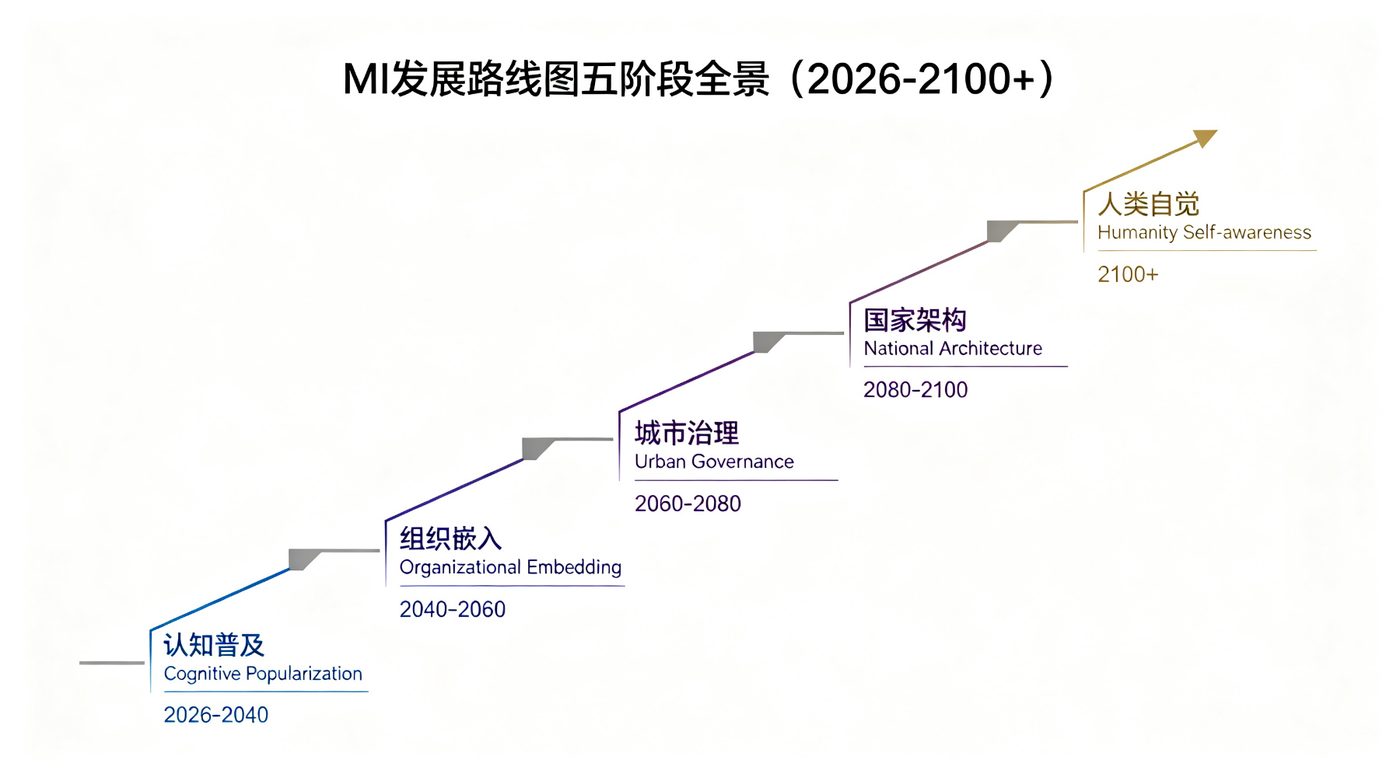 MI发展路线图五阶段全景（2026-2100+）
人类自觉
Humanity Self-awareness
2100+
国家架构
National Architecture
2080-2100
城市治理
Urban Governance
2060-2080
组织嵌入
Organizational Embedding
2040-2060
认知普及
Cognitive Popularization
2026-2040